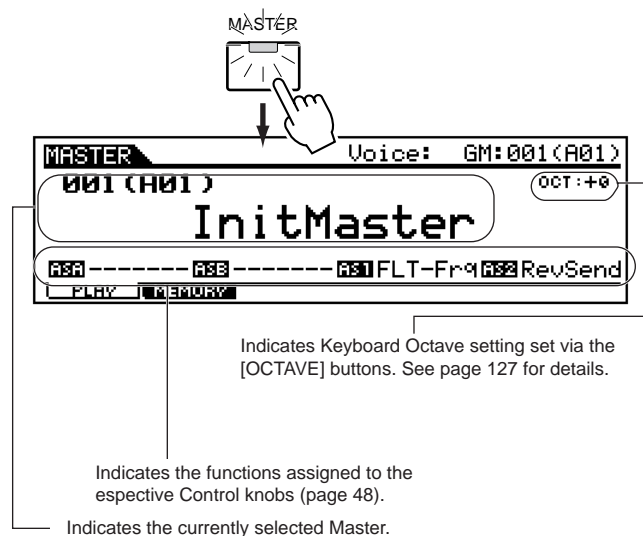 MASTER
MASTER Voice: GM:001(A01)
001(A01) OCT:+0
InitMaster
ASA ------- ASB ------- AS1 FLT-Frq AS2 RevSend
PLAY MEMORY
Indicates Keyboard Octave setting set via the
[OCTAVE] buttons. See page 127 for details.
Indicates the functions assigned to the
espective Control knobs (page 48).
Indicates the currently selected Master.